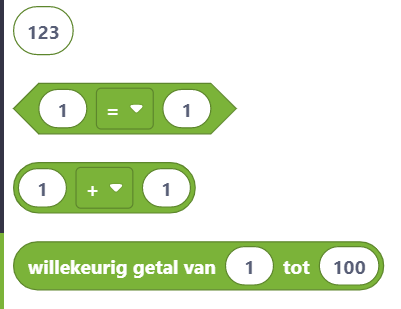 123
1 = 1
1 + 1
willekeurig getal van 1 tot 100